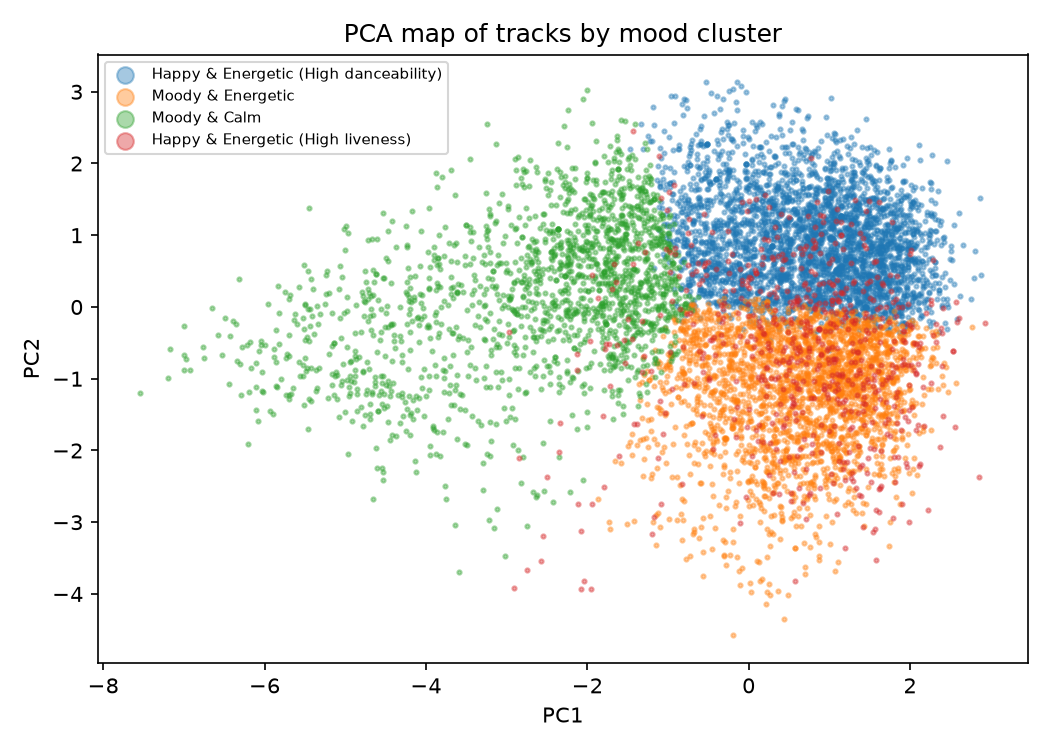 PCA map of tracks by mood cluster
Happy & Energetic (High danceability)
Moody & Energetic
Moody & Calm
Happy & Energetic (High liveness)
3
2
1
0
−1
−2
−3
−4
PC2
−8 −6 −4 −2 0 2
PC1